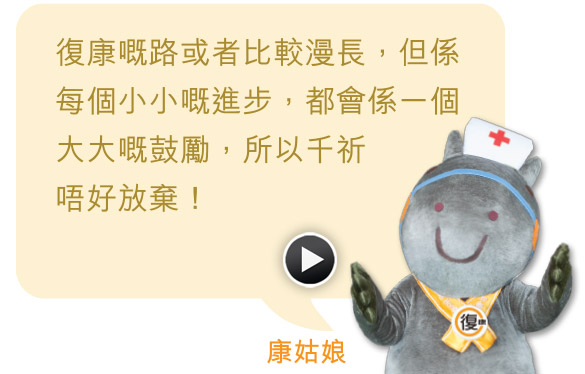 復康嘅路或者比較漫長，但係
每個小小嘅進步，都會係一個
大大嘅鼓勵，所以千祈
唔好放棄！
復康
康姑娘